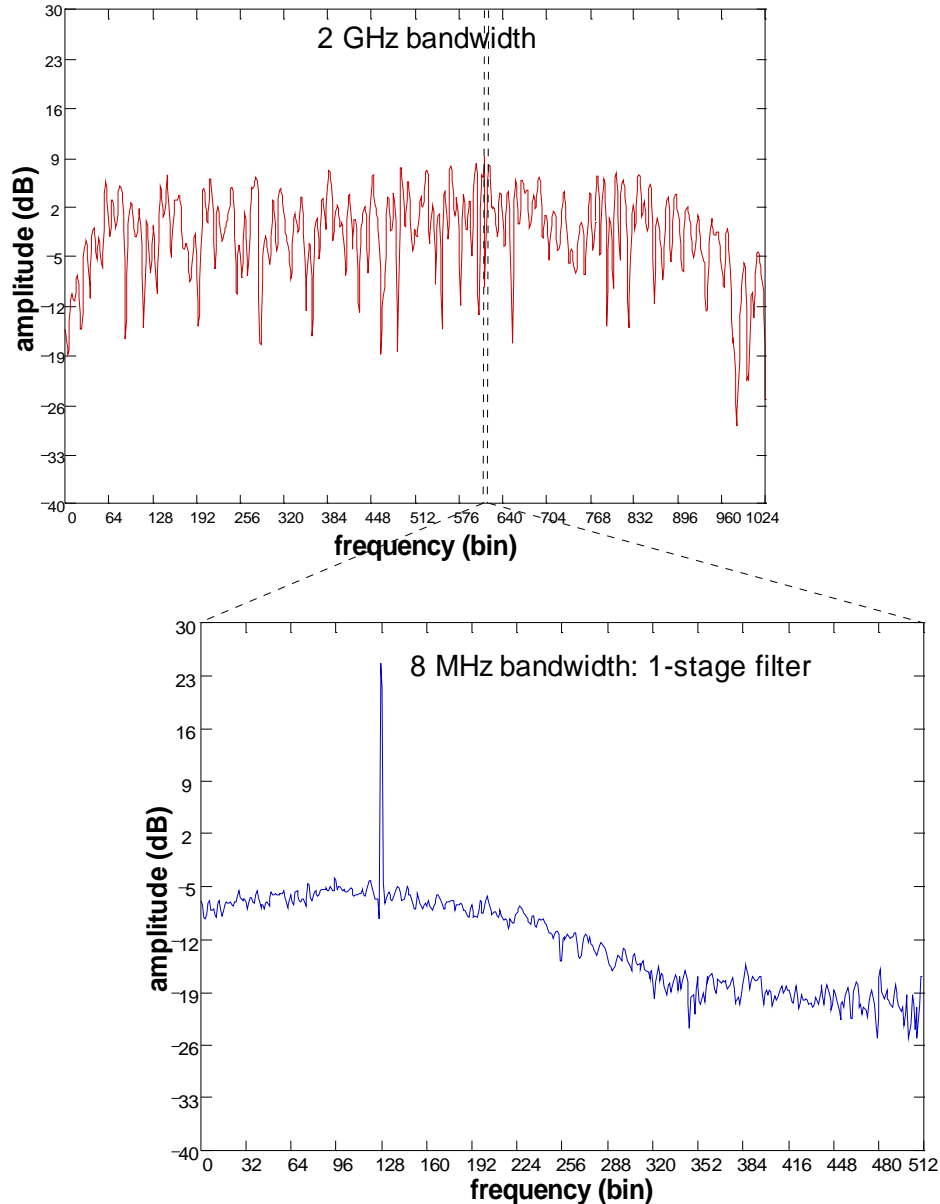 2 GHz bandwidth
30
23
16
9
2
−5
−12
−19
−26
−33
−40
amplitude (dB)
0 64 128 192 256 320 384 448 512 576 640 704 768 832 896 960 1024
frequency (bin)
8 MHz bandwidth: 1-stage filter
30
23
16
9
2
−5
−12
−19
−26
−33
−40
amplitude (dB)
0 32 64 96 128 160 192 224 256 288 320 352 384 416 448 480 512
frequency (bin)